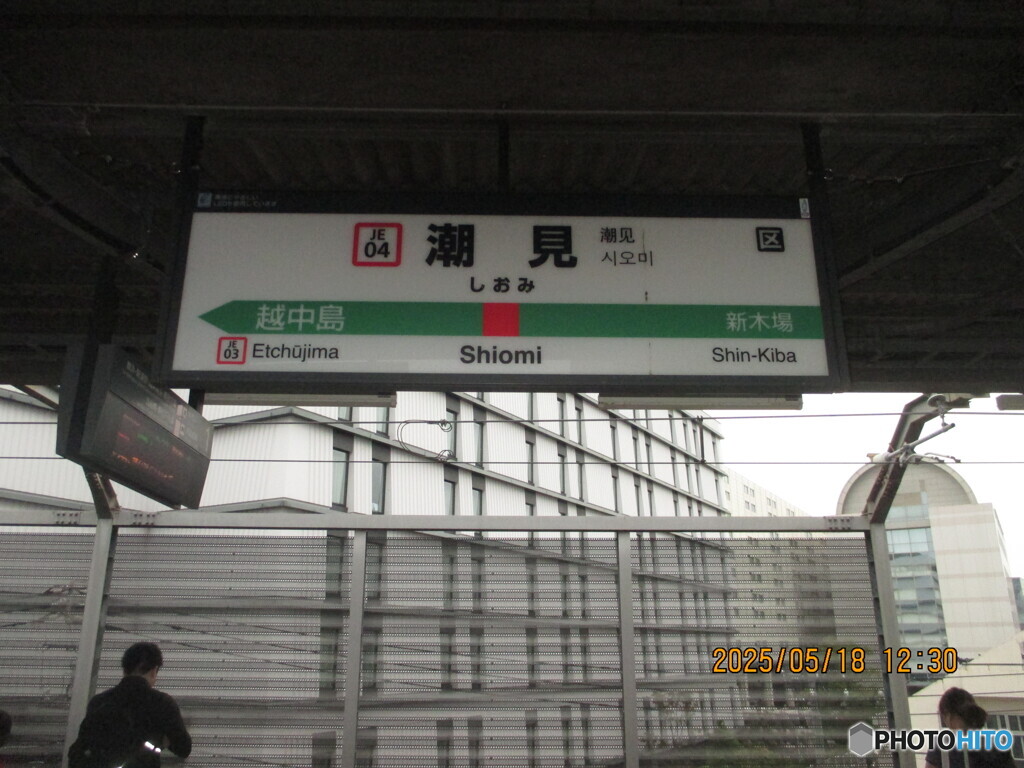 JE
04
潮見
潮见
시오미
区
しおみ
越中島
新木場
JE
03
Etchūjima
Shiomi
Shin-Kiba
2025/05/18 12:30
PHOTOHITO